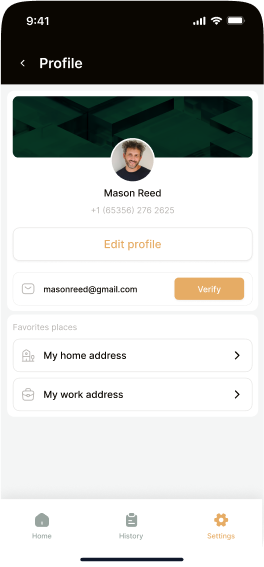 9:41
Profile
Mason Reed
+1 (65356) 276 2625
Edit profile
masonreed@gmail.com
Verify
Favorites places
My home address
My work address
Home
History
Settings